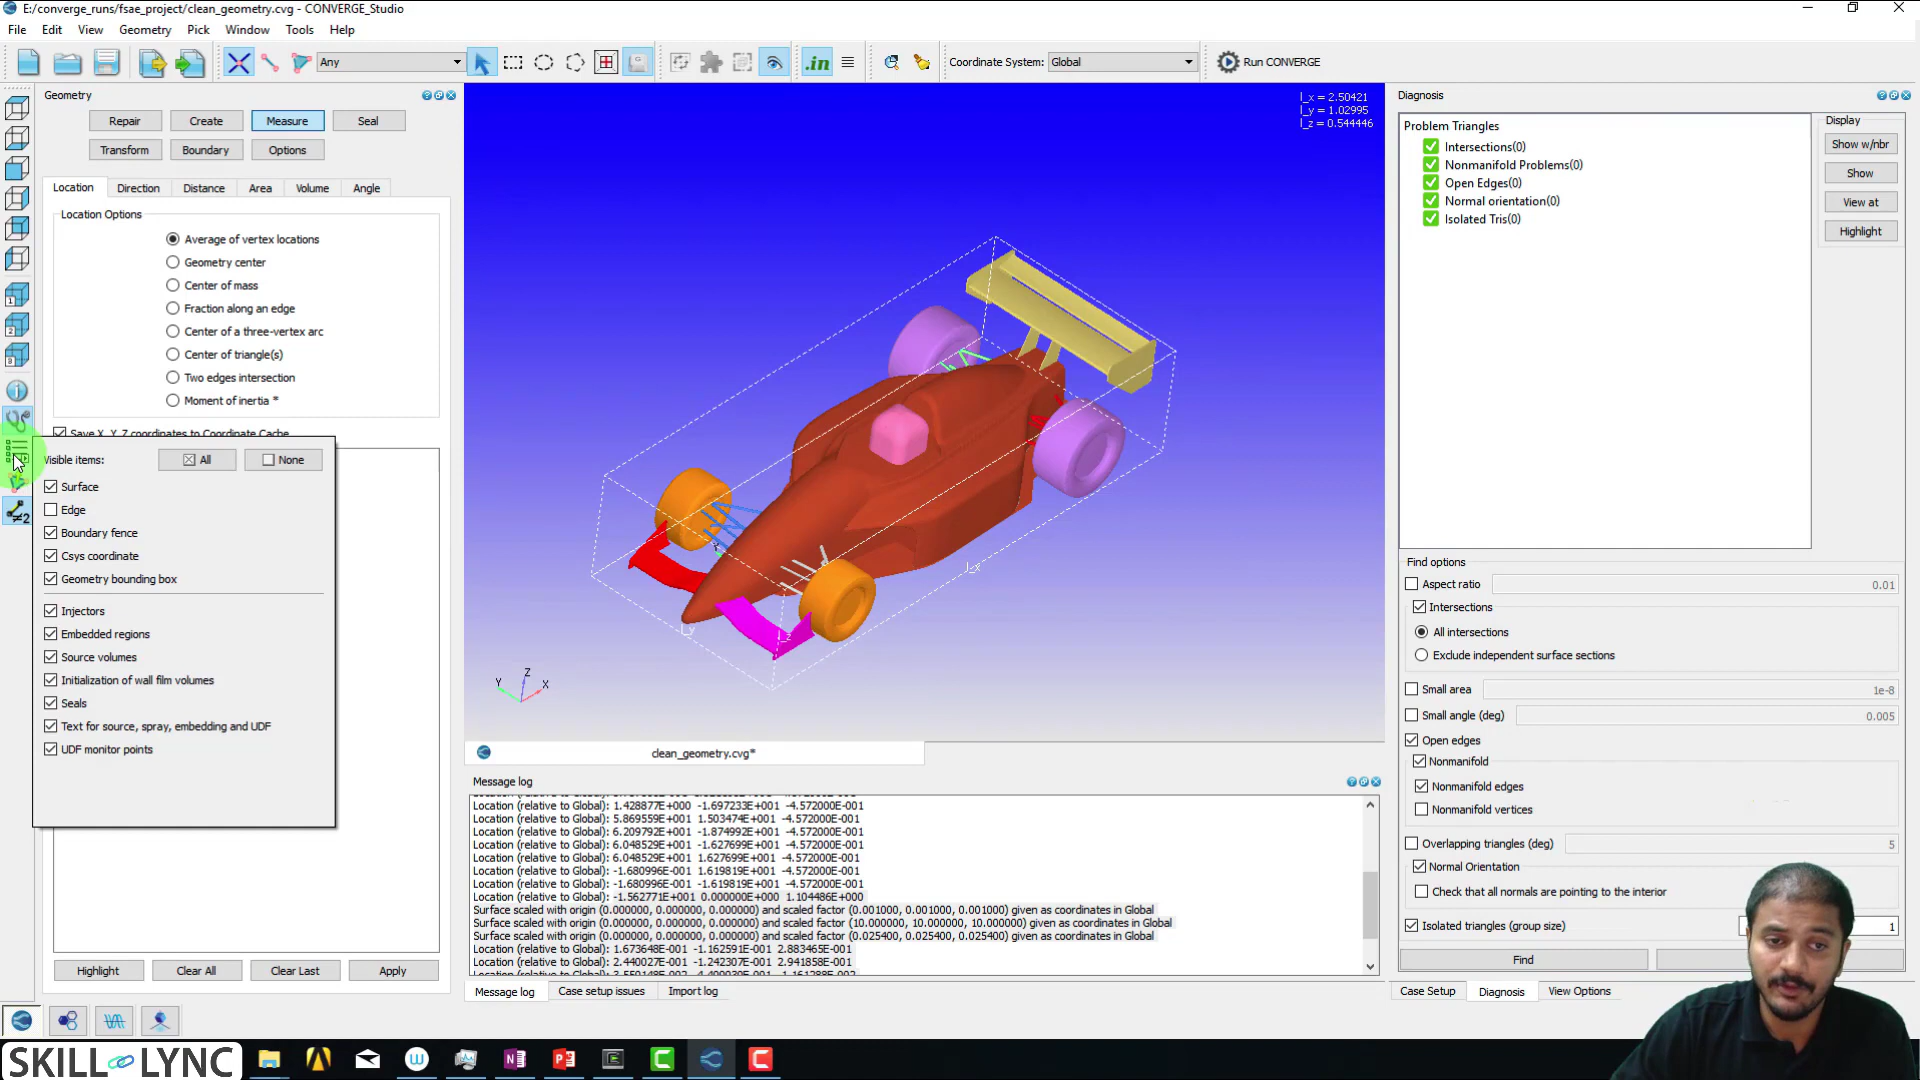 E:/converge_runs/fsae_project/clean_geometry.cvg - CONVERGE_Studio
File Edit View Geometry Pick Window Tools Help
Any
.in
Coordinate System: Global
Run CONVERGE
Geometry
Repair Create Measure Seal
Transform Boundary Options
Location Direction Distance Area Volume Angle
Location Options
Average of vertex locations
Geometry center
Center of mass
Fraction along an edge
Center of a three-vertex arc
Center of triangle(s)
Two edges intersection
Moment of inertia *
Save X, Y, Z coordinates to Coordinate Cache
Visible items: All None
Surface
Edge
Boundary fence
Csys coordinate
Geometry bounding box
Injectors
Embedded regions
Source volumes
Initialization of wall film volumes
Seals
Text for source, spray, embedding and UDF
UDF monitor points
Highlight Clear All Clear Last Apply
l_x = 2.50421
l_y = 1.02995
l_z = 0.544446
l_x
l_y
l_z
Y
Z
Y X
clean_geometry.cvg*
Message log
Location (relative to Global): 1.428877E+000 -1.697233E+001 -4.572000E-001
Location (relative to Global): 5.869559E+001 1.503474E+001 -4.572000E-001
Location (relative to Global): 6.209792E+001 -1.874992E+001 -4.572000E-001
Location (relative to Global): 6.048529E+001 -1.627699E+001 -4.572000E-001
Location (relative to Global): 6.048529E+001 1.627699E+001 -4.572000E-001
Location (relative to Global): -1.680996E-001 1.619819E+001 -4.572000E-001
Location (relative to Global): -1.680996E-001 -1.619819E+001 -4.572000E-001
Location (relative to Global): -1.562771E+001 0.000000E+000 1.104486E+000
Surface scaled with origin (0.000000, 0.000000, 0.000000) and scaled factor (0.001000, 0.001000, 0.001000) given as coordinates in Global
Surface scaled with origin (0.000000, 0.000000, 0.000000) and scaled factor (10.000000, 10.000000, 10.000000) given as coordinates in Global
Surface scaled with origin (0.000000, 0.000000, 0.000000) and scaled factor (0.025400, 0.025400, 0.025400) given as coordinates in Global
Location (relative to Global): 1.673648E-001 -1.162591E-001 2.883465E-001
Location (relative to Global): 2.440027E-001 -1.242307E-001 2.941858E-001
Message log Case setup issues Import log
Diagnosis
Problem Triangles
Intersections(0)
Nonmanifold Problems(0)
Open Edges(0)
Normal orientation(0)
Isolated Tris(0)
Display
Show w/nbr
Show
View at
Highlight
Find options
Aspect ratio 0.01
Intersections
All intersections
Exclude independent surface sections
Small area 1e-8
Small angle (deg) 0.005
Open edges
Nonmanifold
Nonmanifold edges
Nonmanifold vertices
Overlapping triangles (deg) 5
Normal Orientation
Check that all normals are pointing to the interior
Isolated triangles (group size) 1
Find
Case Setup Diagnosis View Options
SKILL LYNC